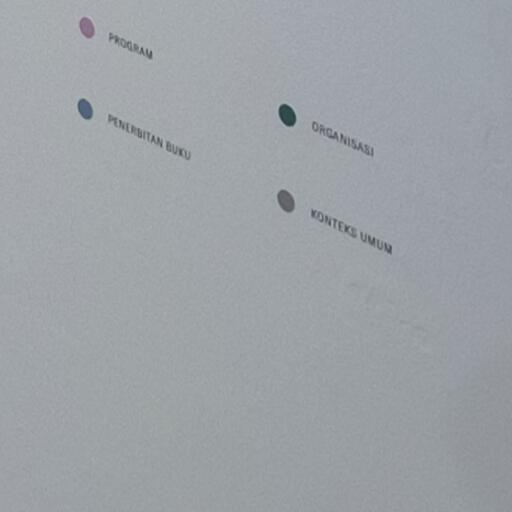 PROGRAM
PENERBITAN BUKU
ORGANISASI
KONTEKS UMUM